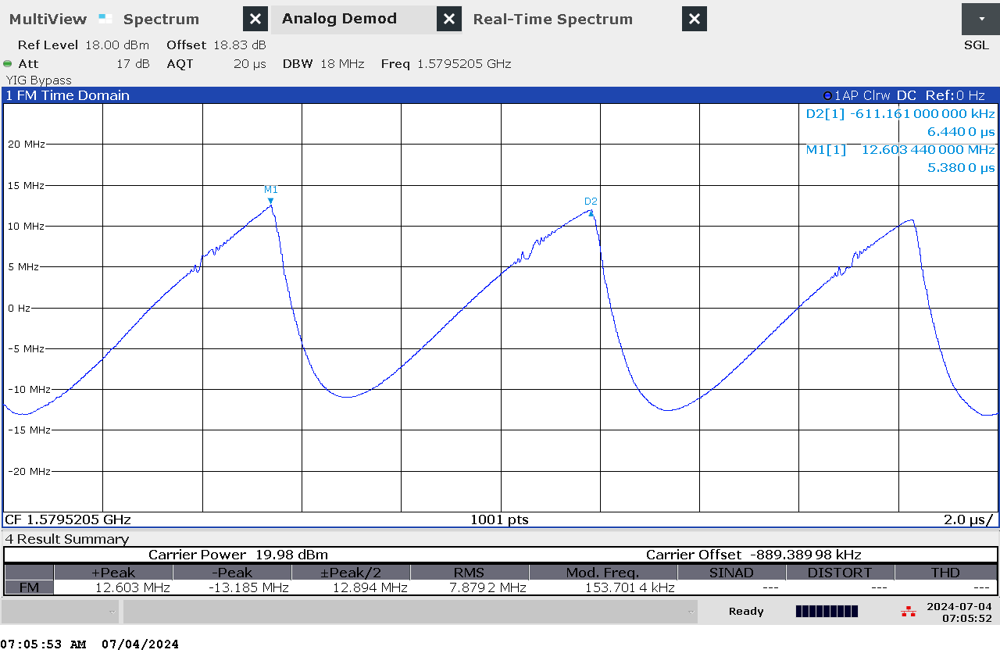 MultiView Spectrum Analog Demod Real-Time Spectrum
Ref Level 18.00 dBm Offset 18.83 dB SGL
Att 17 dB AQT 20 µs DBW 18 MHz Freq 1.5795205 GHz
YIG Bypass
1 FM Time Domain 1AP Clrw DC Ref: 0 Hz
D2[1] -611.161 000 000 kHz
6.440 0 µs
M1[1] 12.603 440 000 MHz
5.380 0 µs
20 MHz
15 MHz
M1
D2
10 MHz
5 MHz
0 Hz
-5 MHz
-10 MHz
-15 MHz
-20 MHz
CF 1.5795205 GHz 1001 pts 2.0 µs/
4 Result Summary
Carrier Power 19.98 dBm Carrier Offset -889.389 98 kHz
+Peak -Peak ±Peak/2 RMS Mod. Freq. SINAD DISTORT THD
FM 12.603 MHz -13.185 MHz 12.894 MHz 7.879 2 MHz 153.701 4 kHz --- --- ---
Ready 2024-07-04
07:05:52
07:05:53 AM 07/04/2024